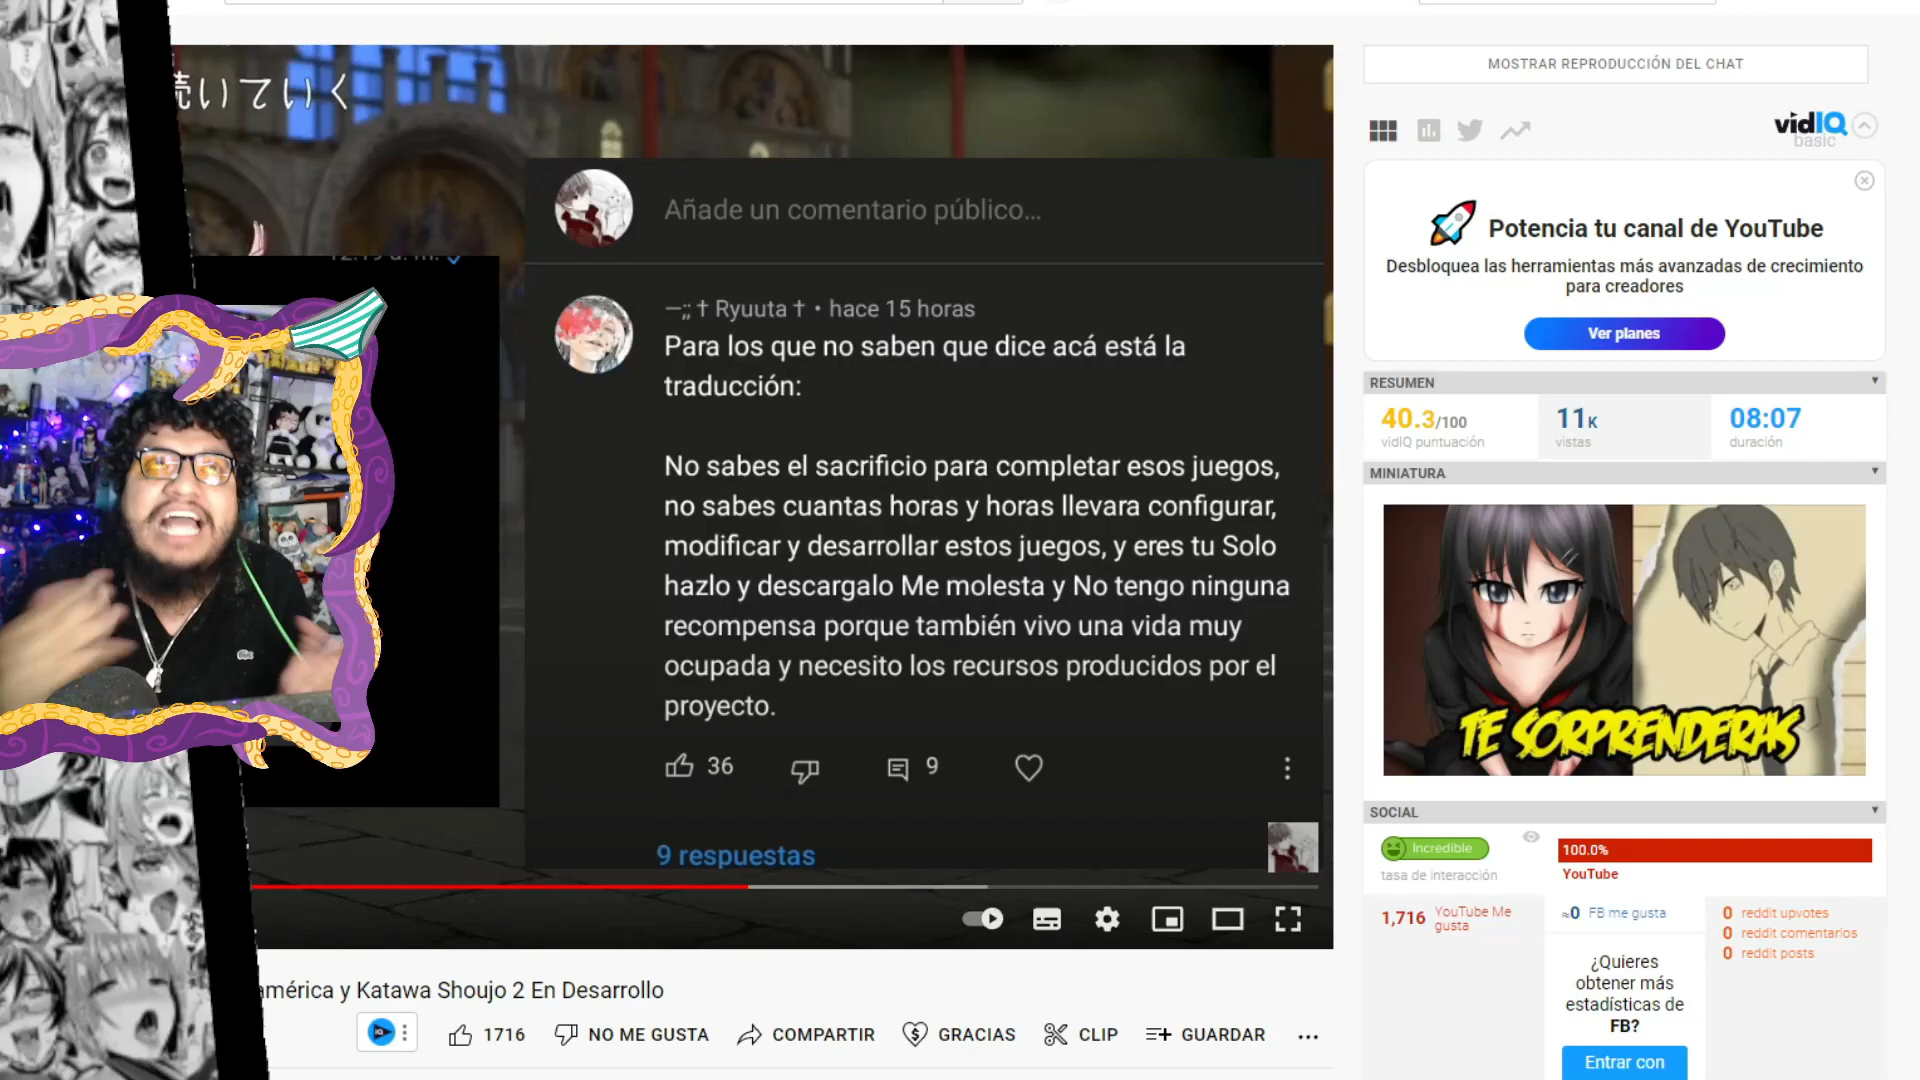 MOSTRAR REPRODUCCIÓN DEL CHAT
続いていく
vidIQ
basic
Potencia tu canal de YouTube
Desbloquea las herramientas más avanzadas de crecimiento
para creadores
Ver planes
Añade un comentario público...
—;; † Ryuuta † • hace 15 horas
Para los que no saben que dice acá está la
traducción:
No sabes el sacrificio para completar esos juegos,
no sabes cuantas horas y horas llevara configurar,
modificar y desarrollar estos juegos, y eres tu Solo
hazlo y descargalo Me molesta y No tengo ninguna
recompensa porque también vivo una vida muy
ocupada y necesito los recursos producidos por el
proyecto.
36
9
9 respuestas
RESUMEN
40.3/100
vidIQ puntuación
11K
vistas
08:07
duración
MINIATURA
TE SORPRENDERAS
SOCIAL
Incredible
tasa de interacción
100.0%
YouTube
1,716 YouTube Me
gusta
≈0 FB me gusta
0 reddit upvotes
0 reddit comentarios
0 reddit posts
¿Quieres
obtener más
estadísticas de
FB?
Entrar con
américa y Katawa Shoujo 2 En Desarrollo
1716
NO ME GUSTA
COMPARTIR
GRACIAS
CLIP
GUARDAR